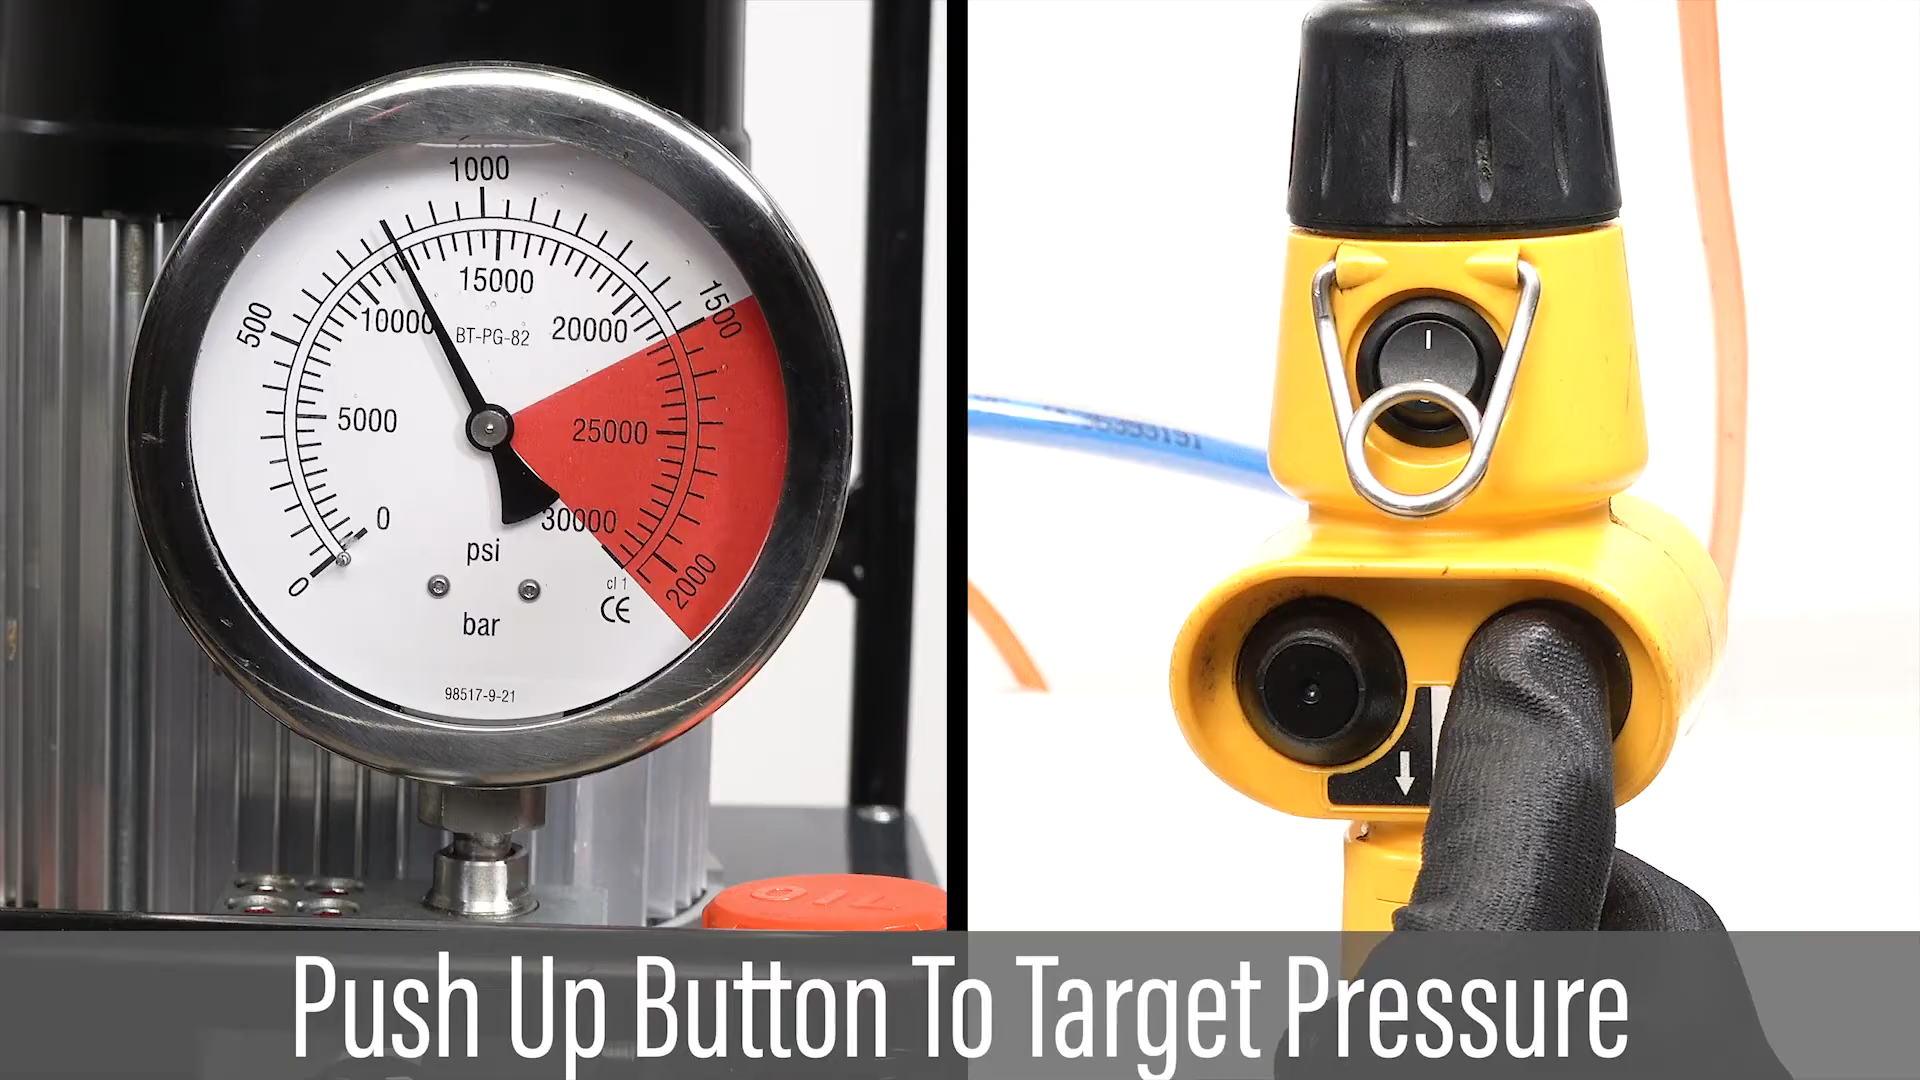 1000
500
1500
15000
10000
20000
BT-PG-82
5000
25000
0
30000
0
psi
2000
cl 1
CE
bar
98517-9-21
OIL
I
Push Up Button To Target Pressure